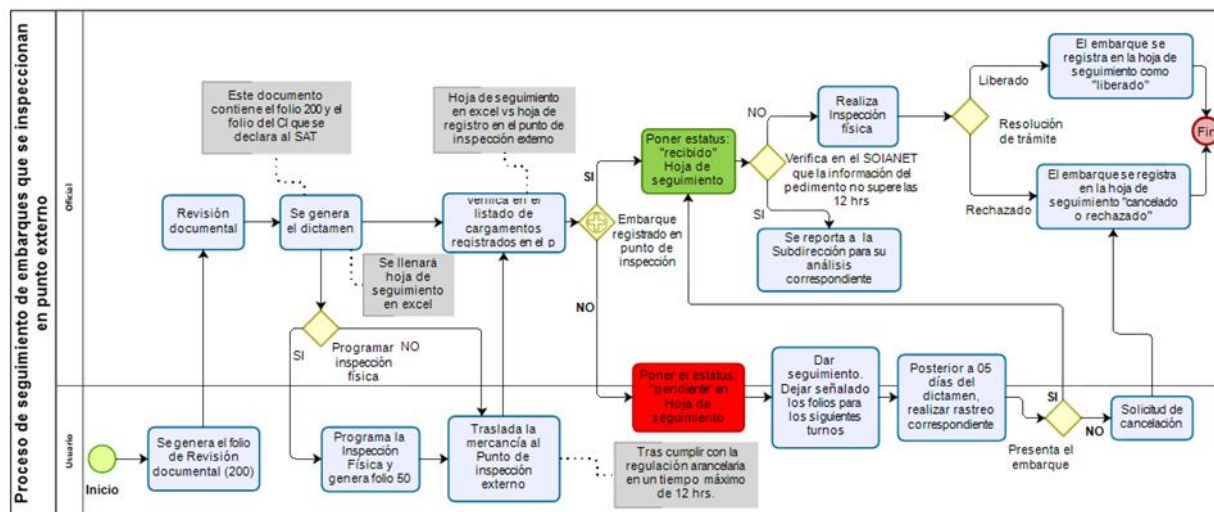 Proceso de seguimiento de embarques que se inspeccionan
en punto externo
Oficial
Usuario
Este documento
contiene el folio 200 y el
folio del CI que se
declara al SAT
Hoja de seguimiento
en excel vs hoja de
registro en el punto de
inspección externo
Revisión
documental
Se genera
el dictamen
Verifica en el
listado de
cargamentos
registrados en el p
Se llenará
hoja de
seguimiento
en excel
SI
NO
Programar
inspección
física
Inicio
Se genera el folio
de Revisión
documental (200)
Programa la
Inspección
Física y
genera folio 50
Traslada la
mercancía al
Punto de
inspección
externo
Tras cumplir con la
regulación arancelaria
en un tiempo máximo
de 12 hrs.
SI
NO
Embarque
registrado en
punto de
inspección
Poner estatus:
"recibido"
Hoja de
seguimiento
NO
SI
Verifica en el SOIANET
que la información del
pedimento no supere las
12 hrs
Realiza
Inspección
física
Se reporta a la
Subdirección para su
análisis
correspondiente
Liberado
Rechazado
Resolución
de trámite
El embarque se
registra en la hoja
de seguimiento como
"liberado"
El embarque se registra
en la hoja de
seguimiento "cancelado
o rechazado"
Fin
Poner el estatus:
"pendiente" en
Hoja de
seguimiento
Dar
seguimiento.
Dejar señalado
los folios para
los siguientes
turnos
Posterior a 05
días del
dictamen,
realizar rastreo
correspondiente
SI
NO
Presenta el
embarque
Solicitud de
cancelación